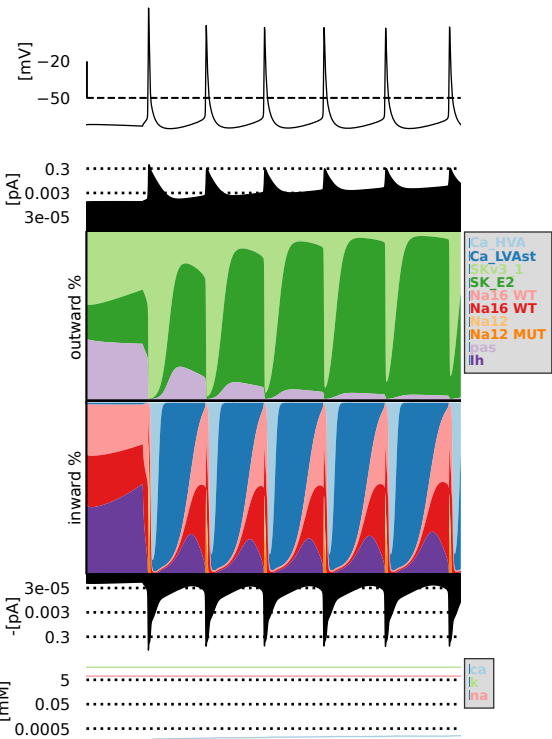 [mV]
−20
−50
[pA]
0.3
0.003
3e-05
outward %
Ca_HVA
Ca_LVAst
SKv3_1
SK_E2
Na16 WT
Na16 WT
Na12
Na12 MUT
pas
Ih
inward %
-[pA]
3e-05
0.003
0.3
[mM]
5
0.05
0.0005
ca
k
na